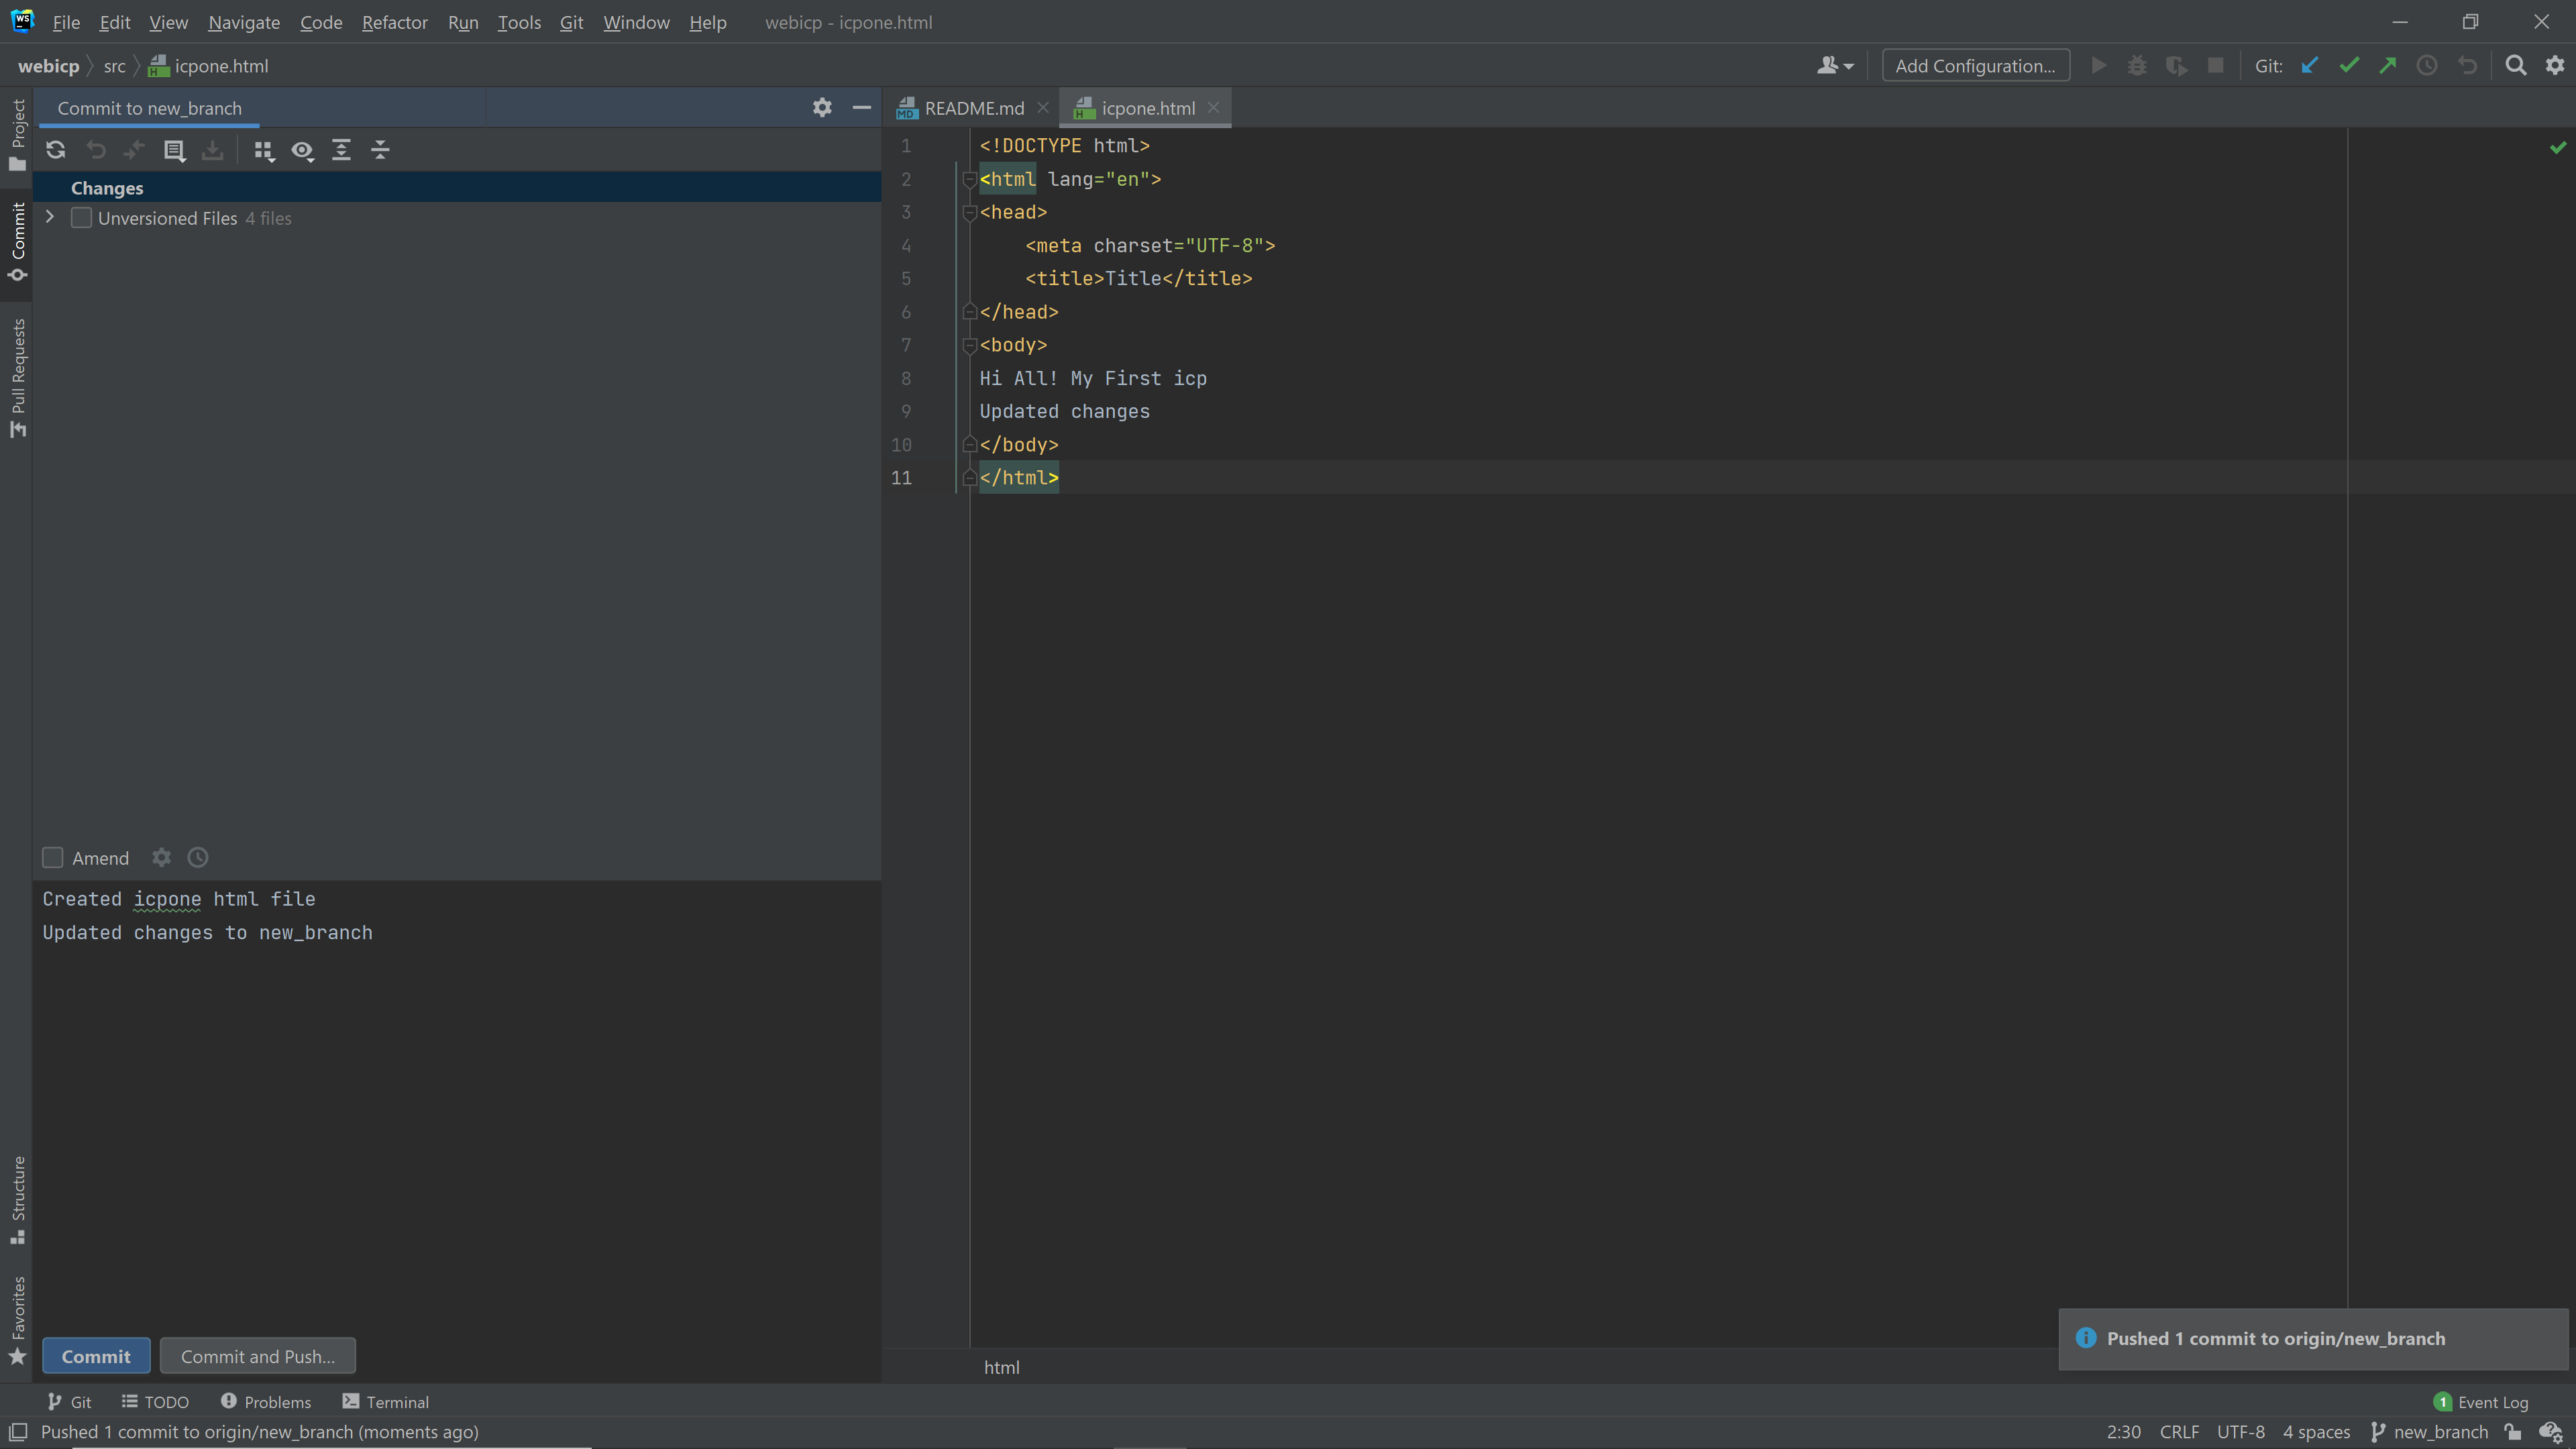 WS File Edit View Navigate Code Refactor Run Tools Git Window Help webicp - icpone.html
webicp src icpone.html Add Configuration... Git:
Project
Commit
Pull Requests
Structure
Favorites
Commit to new_branch
Changes
Unversioned Files 4 files
Amend
Created icpone html file
Updated changes to new_branch
Commit Commit and Push...
README.md icpone.html
1 <!DOCTYPE html>
2 <html lang="en">
3 <head>
4 <meta charset="UTF-8">
5 <title>Title</title>
6 </head>
7 <body>
8 Hi All! My First icp
9 Updated changes
10 </body>
11 </html>
Pushed 1 commit to origin/new_branch
html
Git TODO Problems Terminal 1 Event Log
Pushed 1 commit to origin/new_branch (moments ago) 2:30 CRLF UTF-8 4 spaces new_branch